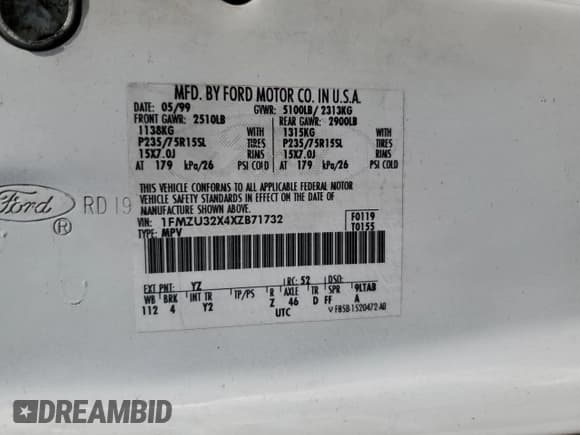 MFD. BY FORD MOTOR CO. IN U.S.A.
DATE: 05/99 GVWR: 5100LB/ 2313KG
FRONT GAWR: 2510LB REAR GAWR: 2900LB
1138KG WITH 1315KG WITH
P235/75R15SL TIRES P235/75R15SL TIRES
15X7.0J RIMS 15X7.0J RIMS
AT 179 kPa/26 PSI COLD AT 179 kPa/26 PSI COLD
THIS VEHICLE CONFORMS TO ALL APPLICABLE FEDERAL MOTOR
VEHICLE SAFETY STANDARDS IN EFFECT ON THE DATE OF
MANUFACTURE SHOWN ABOVE.
VIN: 1FMZU32X4XZB71732 F0119
TYPE: MPV T0155
Ford ® RD 19
EXT PNT: YZ RC: 52 DSO:
WB BRK INT TR TP/PS R AXLE TR SPR 9LTAB
112 4 Y2 Z 46 D FF A
UTC F85B-1520472-AB
DREAMBID